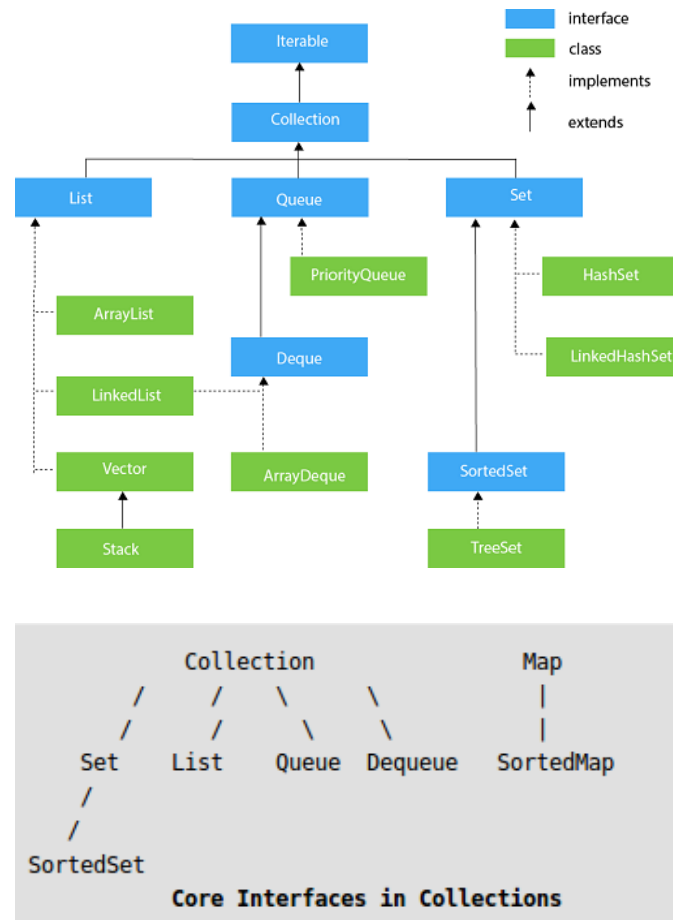 interface
Iterable
class
implements
Collection
extends
List Queue Set
PriorityQueue HashSet
ArrayList
Deque LinkedHashSet
LinkedList
Vector ArrayDeque SortedSet
Stack TreeSet
Collection Map
/ / \ \ |
/ / \ \ |
Set List Queue Dequeue SortedMap
/
/
SortedSet
Core Interfaces in Collections